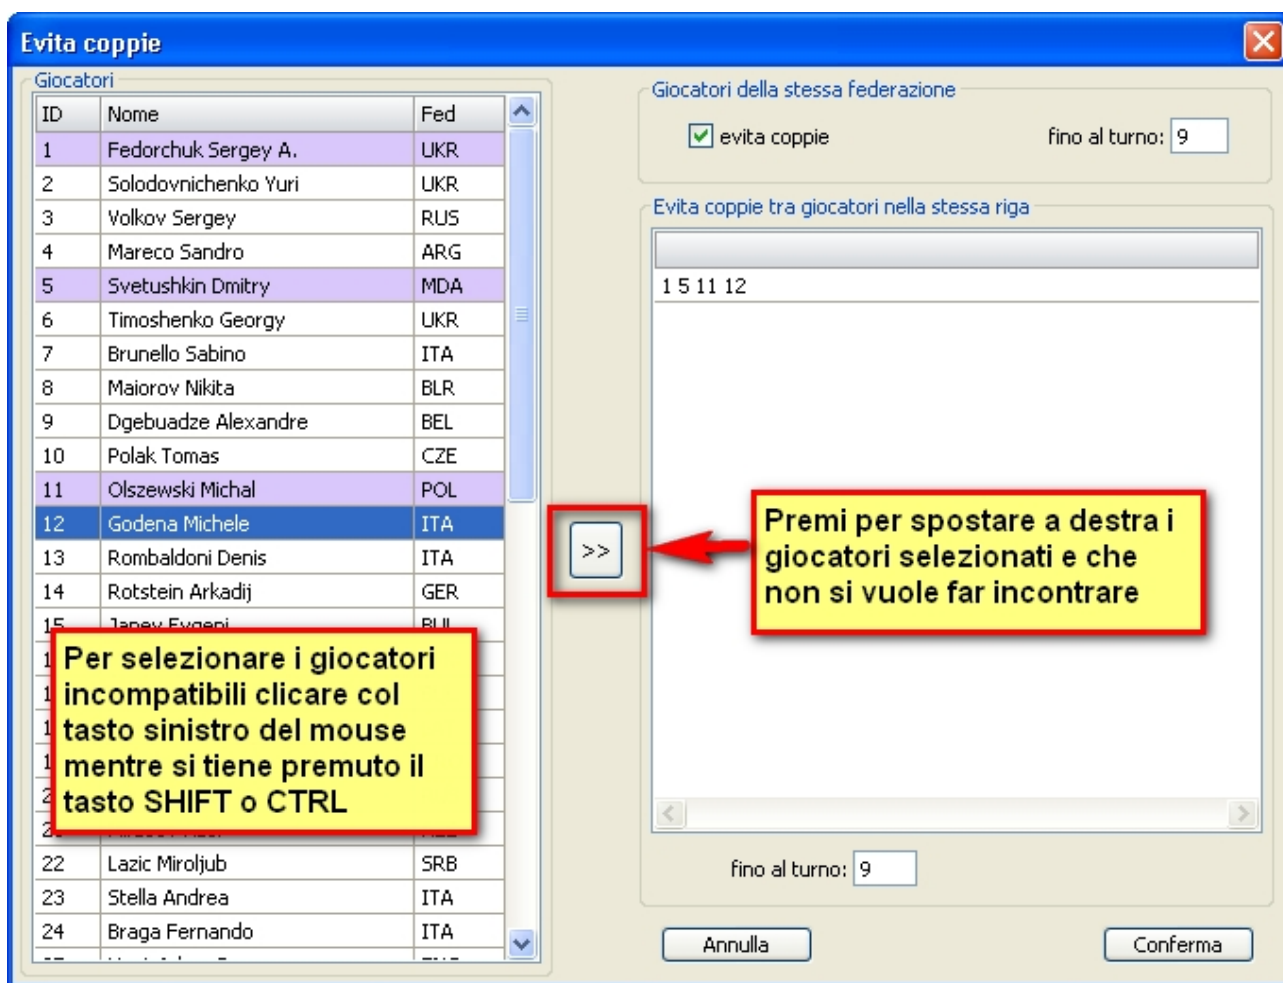 Evita coppie
Giocatori
ID Nome Fed
1 Fedorchuk Sergey A. UKR
2 Solodovnichenko Yuri UKR
3 Volkov Sergey RUS
4 Mareco Sandro ARG
5 Svetushkin Dmitry MDA
6 Timoshenko Georgy UKR
7 Brunello Sabino ITA
8 Maiorov Nikita BLR
9 Dgebuadze Alexandre BEL
10 Polak Tomas CZE
11 Olszewski Michal POL
12 Godena Michele ITA
13 Rombaldoni Denis ITA
14 Rotstein Arkadij GER
15 Janev Evgeni BUL
Per selezionare i giocatori
incompatibili clicare col
tasto sinistro del mouse
mentre si tiene premuto il
tasto SHIFT o CTRL
22 Lazic Miroljub SRB
23 Stella Andrea ITA
24 Braga Fernando ITA
>>
Premi per spostare a destra i
giocatori selezionati e che
non si vuole far incontrare
Giocatori della stessa federazione
evita coppie fino al turno: 9
Evita coppie tra giocatori nella stessa riga
1 5 11 12
fino al turno: 9
Annulla Conferma